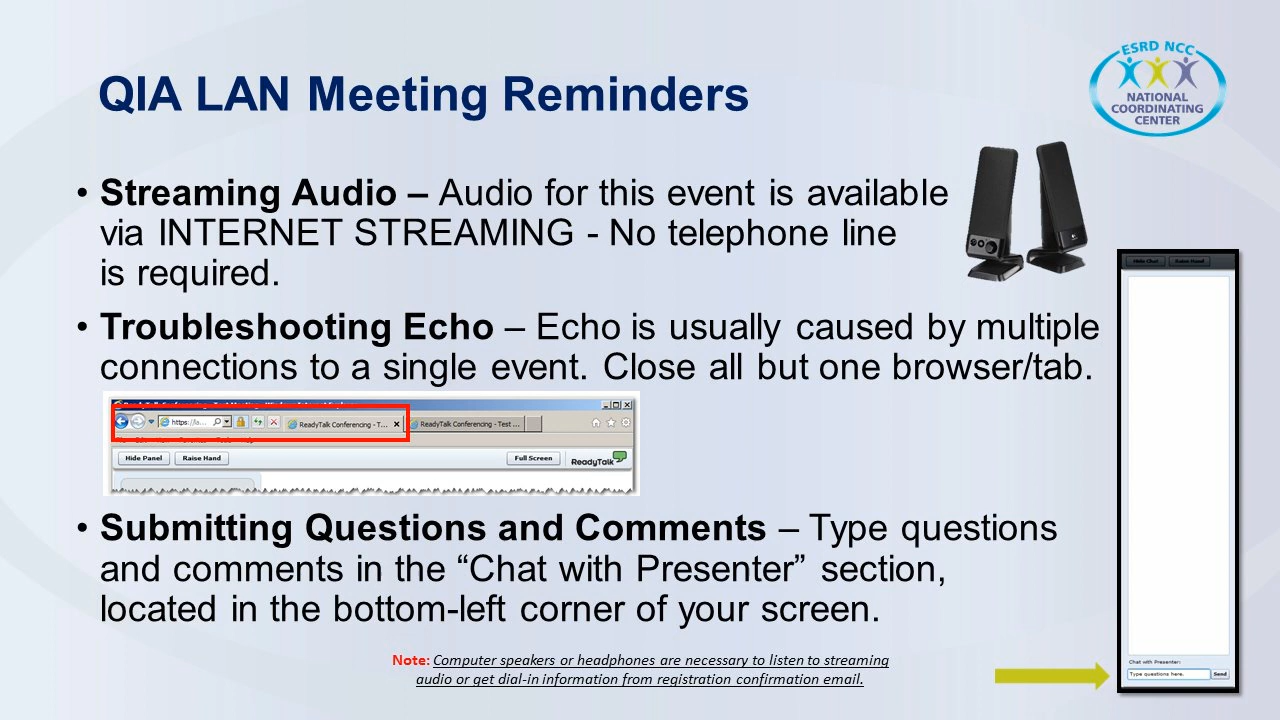 QIA LAN Meeting Reminders
ESRD NCC
NATIONAL
COORDINATING
CENTER
• Streaming Audio – Audio for this event is available
via INTERNET STREAMING - No telephone line
is required.
• Troubleshooting Echo – Echo is usually caused by multiple
connections to a single event. Close all but one browser/tab.
https://la...
ReadyTalk Conferencing - T...
ReadyTalk Conferencing - Test ...
Hide Panel
Raise Hand
Full Screen
ReadyTalk
• Submitting Questions and Comments – Type questions
and comments in the “Chat with Presenter” section,
located in the bottom-left corner of your screen.
Note: Computer speakers or headphones are necessary to listen to streaming
audio or get dial-in information from registration confirmation email.
Hide Chat
Raise Hand
Chat with Presenter:
Type questions here.
Send